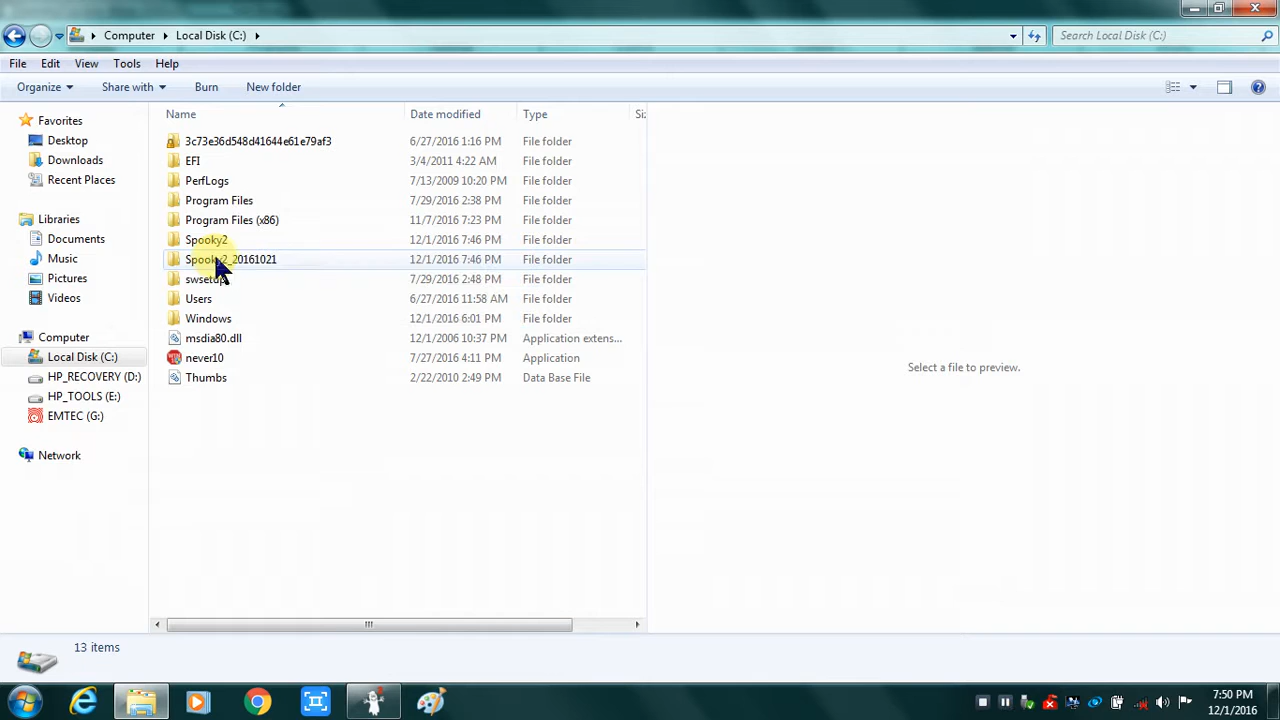 Computer Local Disk (C:) Search Local Disk (C:)
File Edit View Tools Help
Organize Share with Burn New folder
Name Date modified Type Siz
Favorites
Desktop
Downloads
Recent Places
Libraries
Documents
Music
Pictures
Videos
Computer
Local Disk (C:)
HP_RECOVERY (D:)
HP_TOOLS (E:)
EMTEC (G:)
Network
3c73e36d548d41644e61e79af3 6/27/2016 1:16 PM File folder
EFI 3/4/2011 4:22 AM File folder
PerfLogs 7/13/2009 10:20 PM File folder
Program Files 7/29/2016 2:38 PM File folder
Program Files (x86) 11/7/2016 7:23 PM File folder
Spooky2 12/1/2016 7:46 PM File folder
Spooky2_20161021 12/1/2016 7:46 PM File folder
swsetup 7/29/2016 2:48 PM File folder
Users 6/27/2016 11:58 AM File folder
Windows 12/1/2016 6:01 PM File folder
msdia80.dll 12/1/2006 10:37 PM Application extens...
never10 7/27/2016 4:11 PM Application
Thumbs 2/22/2010 2:49 PM Data Base File
Select a file to preview.
13 items
7:50 PM
12/1/2016